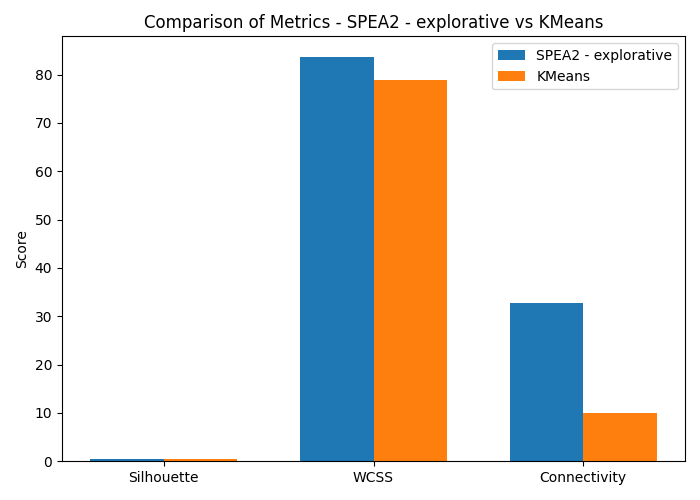 Comparison of Metrics - SPEA2 - explorative vs KMeans
SPEA2 - explorative
KMeans
Score
80
70
60
50
40
30
20
10
0
Silhouette
WCSS
Connectivity